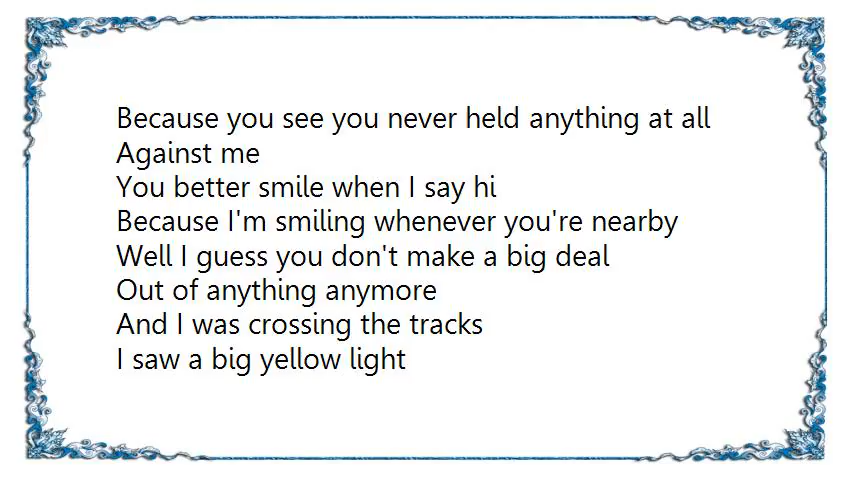 Because you see you never held anything at all
Against me
You better smile when I say hi
Because I'm smiling whenever you're nearby
Well I guess you don't make a big deal
Out of anything anymore
And I was crossing the tracks
I saw a big yellow light